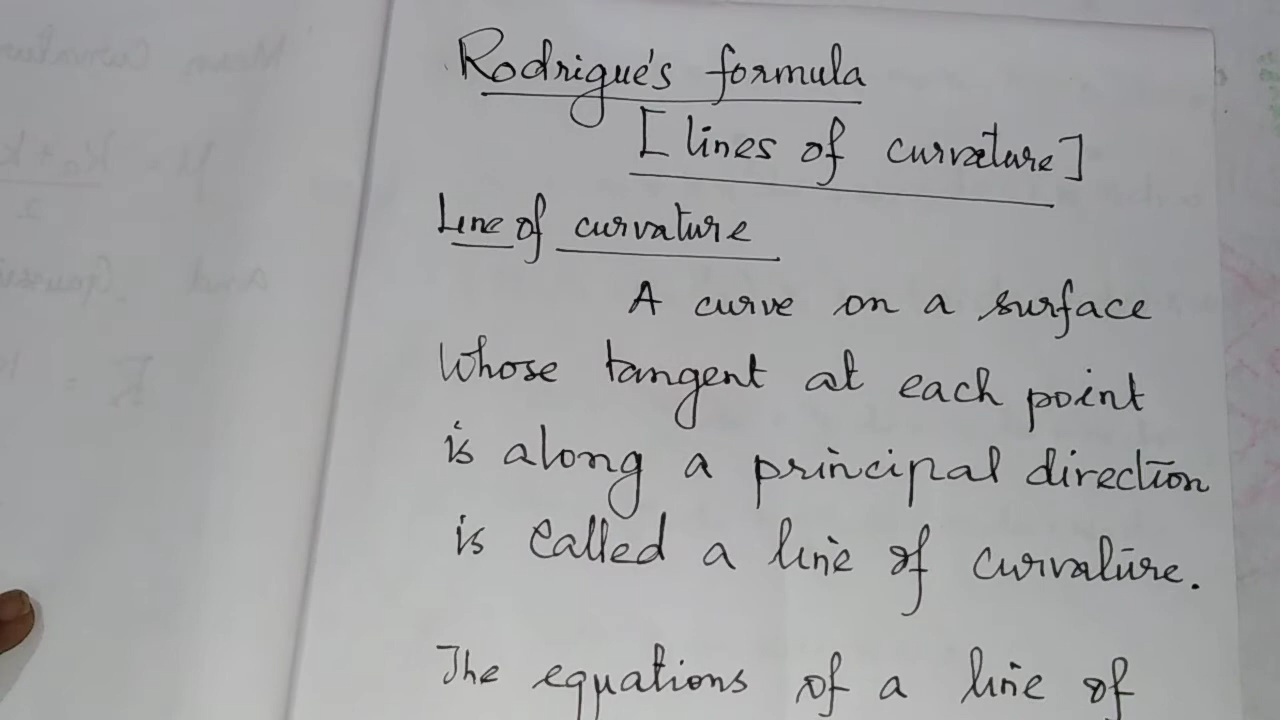 Rodrigue's formula
[lines of curvature]
Line of curvature
A curve on a surface
whose tangent at each point
is along a principal direction
is called a line of curvature.
The equations of a line of